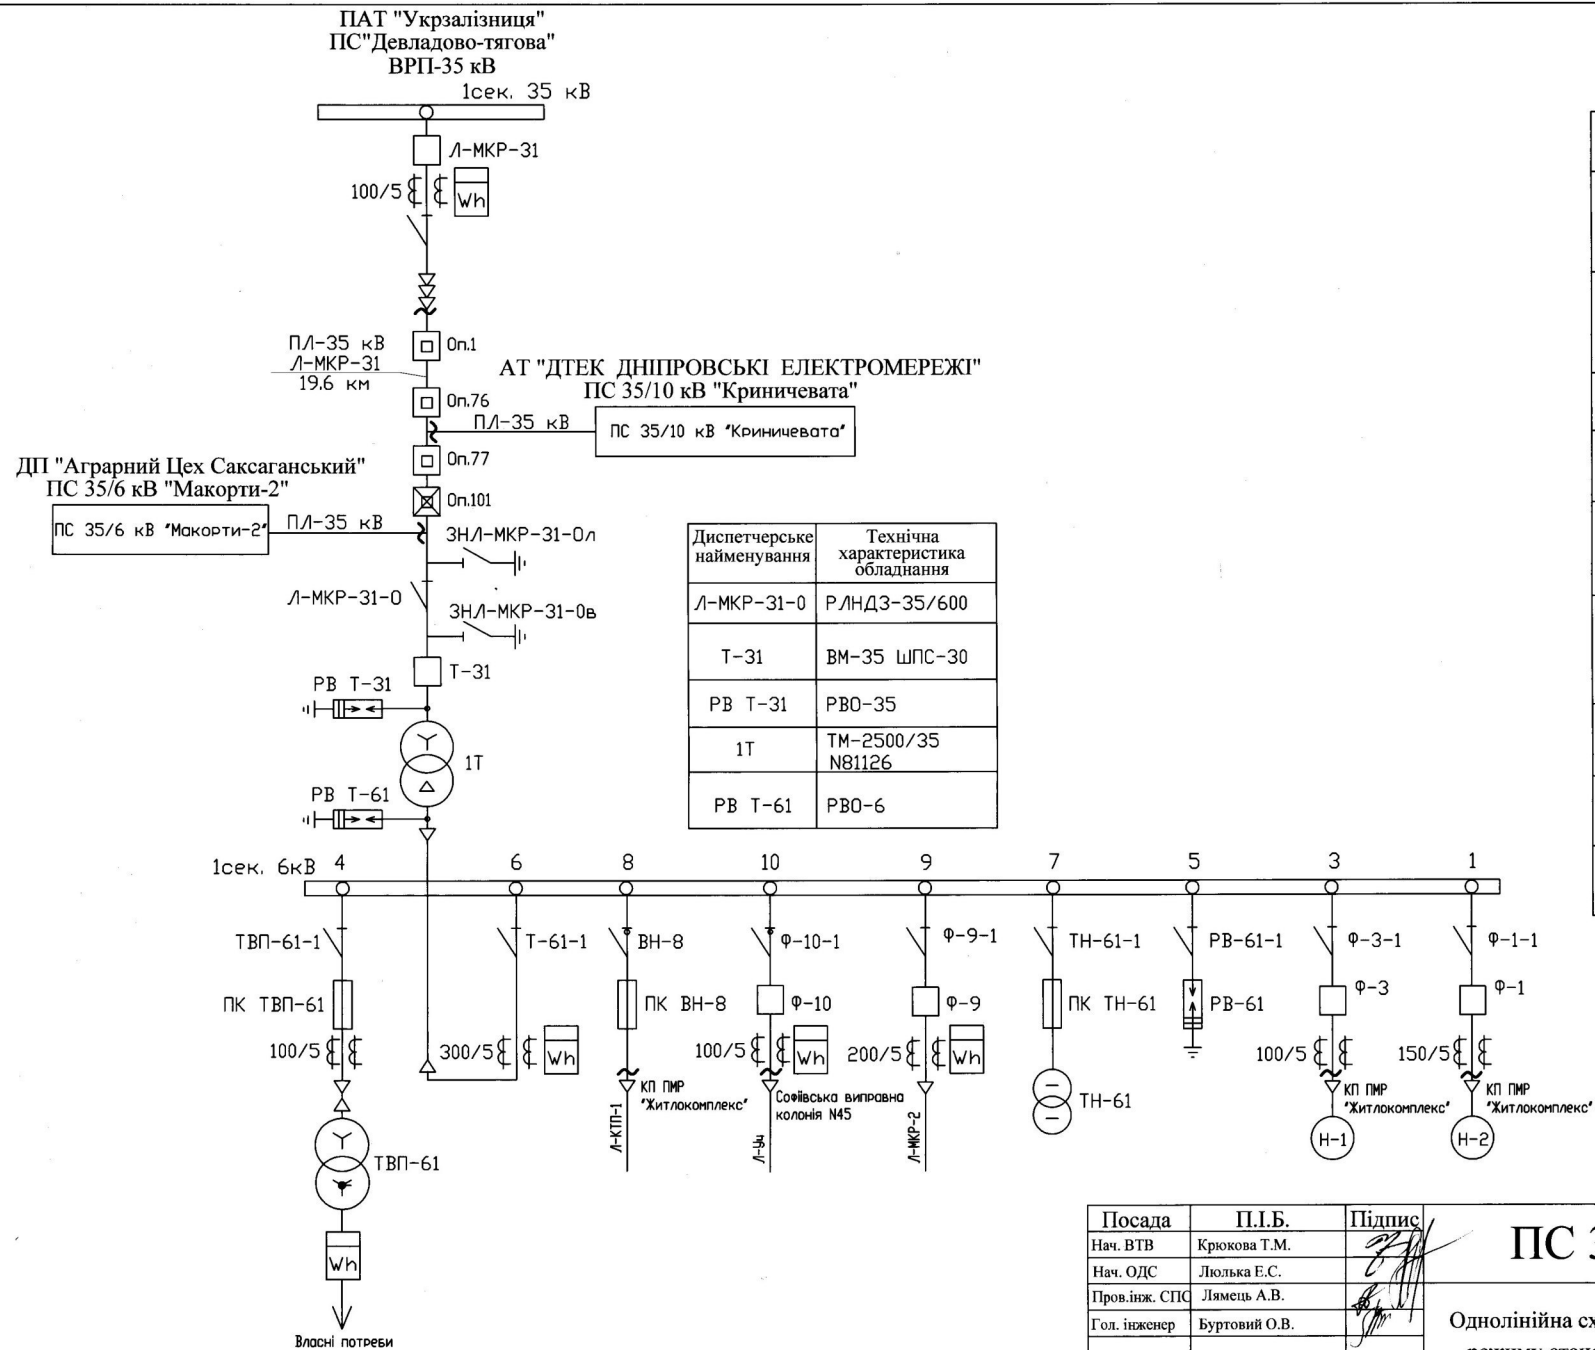 ПАТ "Укрзалізниця"
ПС"Девладово-тягова"
ВРП-35 кВ
1сек. 35 кВ
Л-МКР-31
100/5
Wh
ПЛ-35 кВ
Л-МКР-31
19.6 км
Оп.1
Оп.76
АТ "ДТЕК ДНІПРОВСЬКІ ЕЛЕКТРОМЕРЕЖІ"
ПС 35/10 кВ "Криничевата"
ПЛ-35 кВ
ПС 35/10 кВ "Криничевата"
Оп.77
ДП "Аграрний Цех Саксаганський"
ПС 35/6 кВ "Макорти-2"
ПС 35/6 кВ "Макорти-2"
ПЛ-35 кВ
Оп.101
ЗНЛ-МКР-31-0л
Л-МКР-31-0
ЗНЛ-МКР-31-0в
Т-31
РВ Т-31
1Т
РВ Т-61
Диспетчерське найменування
Технічна характеристика обладнання
Л-МКР-31-0 РЛНДЗ-35/600
Т-31 ВМ-35 ШПС-30
РВ Т-31 РВО-35
1Т ТМ-2500/35 N81126
РВ Т-61 РВО-6
1сек. 6кВ 4 6 8 10 9 7 5 3 1
ТВП-61-1 Т-61-1 ВН-8 Ф-10-1 Ф-9-1 ТН-61-1 РВ-61-1 Ф-3-1 Ф-1-1
ПК ТВП-61 ПК ВН-8 Ф-10 Ф-9 ПК ТН-61 РВ-61 Ф-3 Ф-1
100/5 300/5 Wh 100/5 Wh 200/5 Wh 100/5 150/5
КП ПМР
"Житлокомплекс"
Л-КТП-1
Софіївська виправна
колонія N45
Л-МКР-2
ТН-61
КП ПМР
"Житлокомплекс"
Н-1
КП ПМР
"Житлокомплекс"
Н-2
ТВП-61
Wh
Власні потреби
Посада П.І.Б. Підпис
Нач. ВТВ Крюкова Т.М.
Нач. ОДС Люлька Е.С.
Пров.інж. СПС Лямець А.В.
Гол. інженер Буртовий О.В.
ПС
Однолінійна